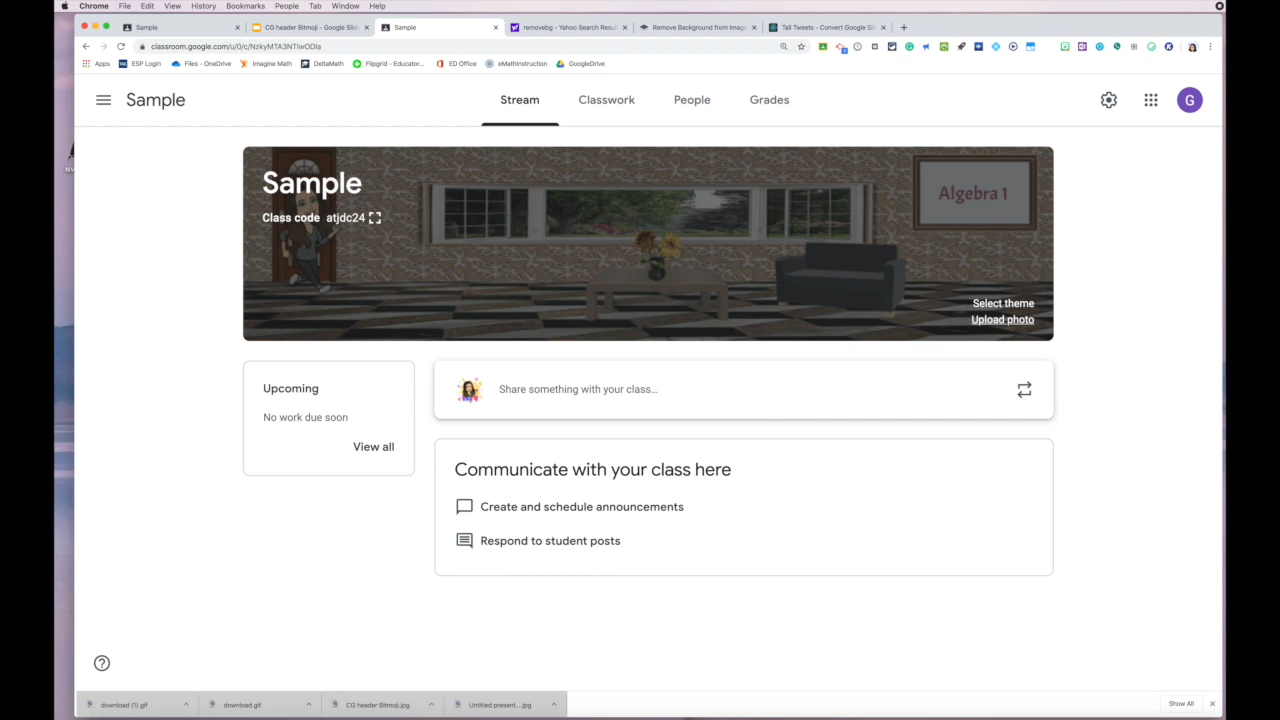 Chrome File Edit View History Bookmarks People Tab Window Help
Sample CG header Bitmoji - Google Slid Sample removebg - Yahoo Search Resul Remove Background from Image Tall Tweets - Convert Google Sli
classroom.google.com/u/0/c/NzkyMTA3NTIwODla
Apps ESP Login Files - OneDrive Imagine Math DeltaMath Flipgrid - Educator... ED Office eMathInstruction GoogleDrive
Sample Stream Classwork People Grades G
NV
Sample
Algebra 1
Class code atjdc24
Select theme
Upload photo
Upcoming
No work due soon
View all
Share something with your class...
Communicate with your class here
Create and schedule announcements
Respond to student posts
download (1).gif download.gif CG header Bitmoji.jpg Untitled present....jpg Show All